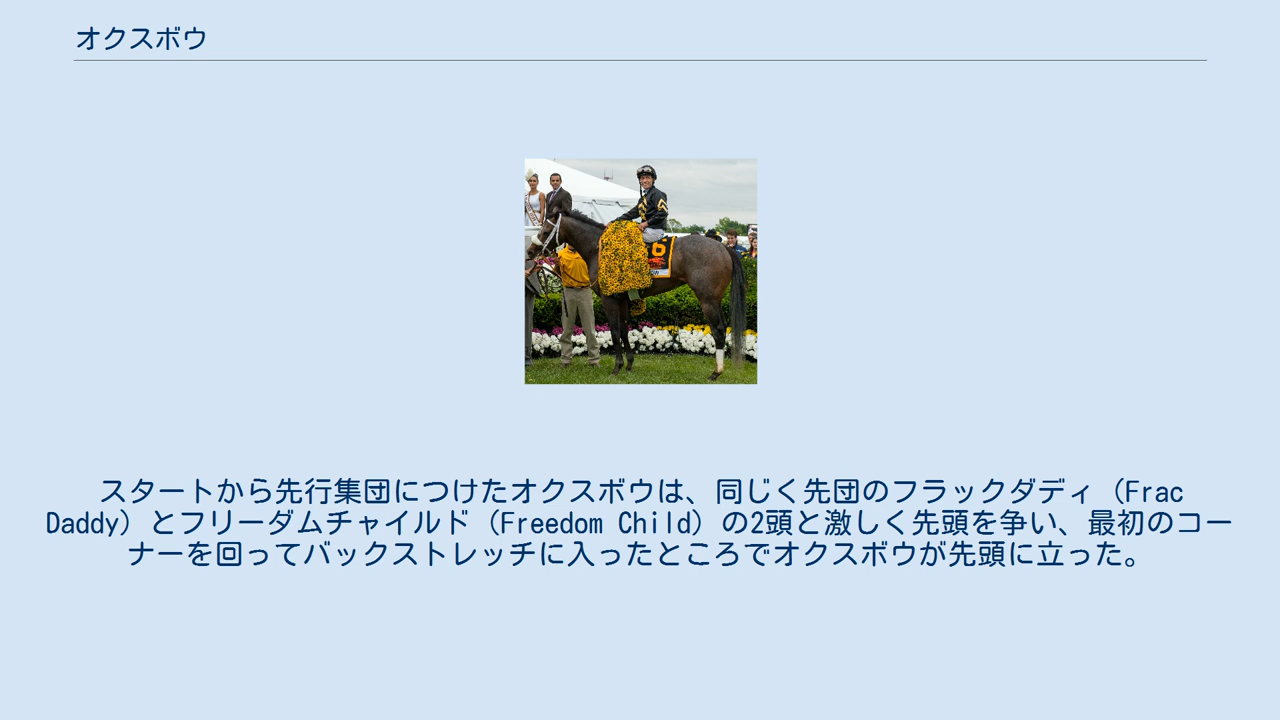 オクスボウ
6
スタートから先行集団につけたオクスボウは、同じく先団のフラックダディ（Frac
Daddy）とフリーダムチャイルド（Freedom Child）の2頭と激しく先頭を争い、最初のコー
ナーを回ってバックストレッチに入ったところでオクスボウが先頭に立った。